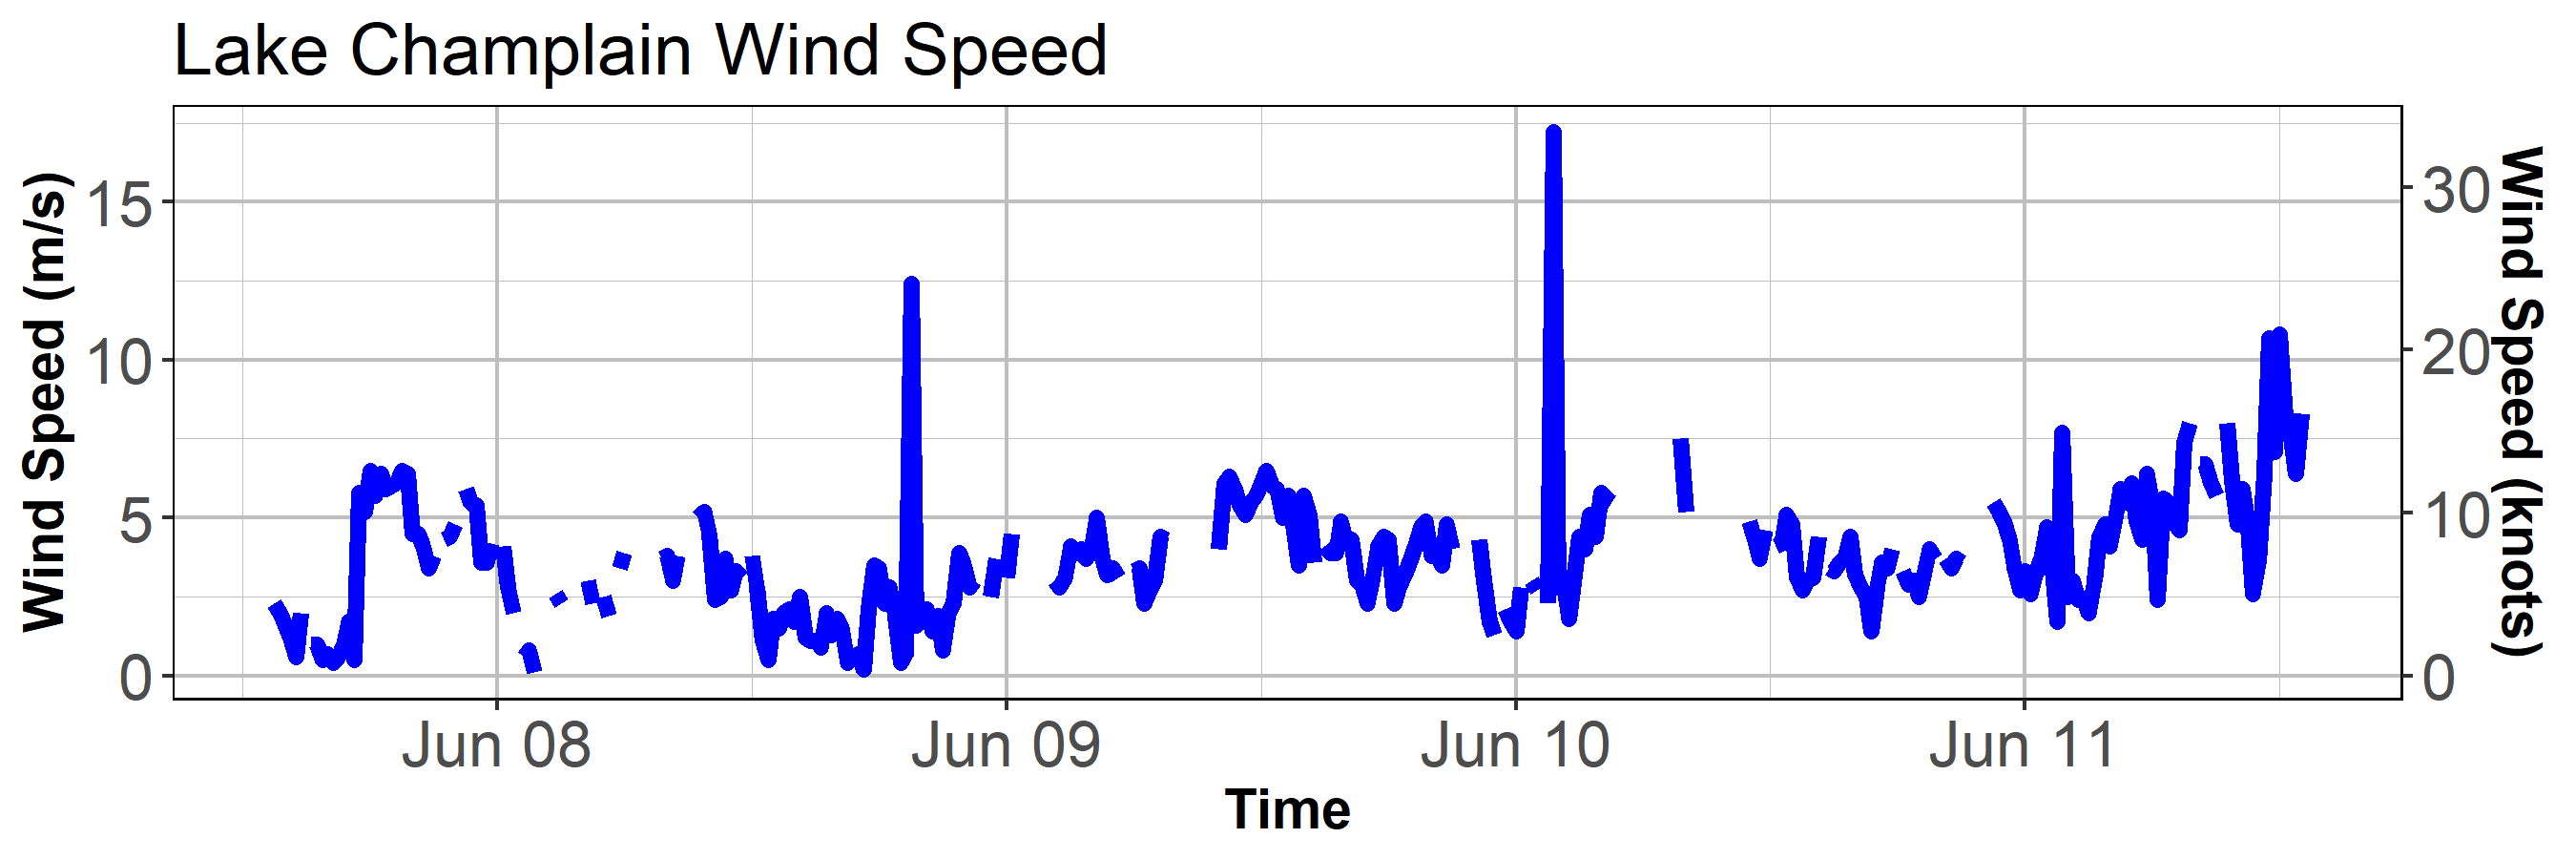 Lake Champlain Wind Speed
Wind Speed (m/s)
15
10
5
0
30
20
10
0
Wind Speed (knots)
Jun 08
Jun 09
Jun 10
Jun 11
Time